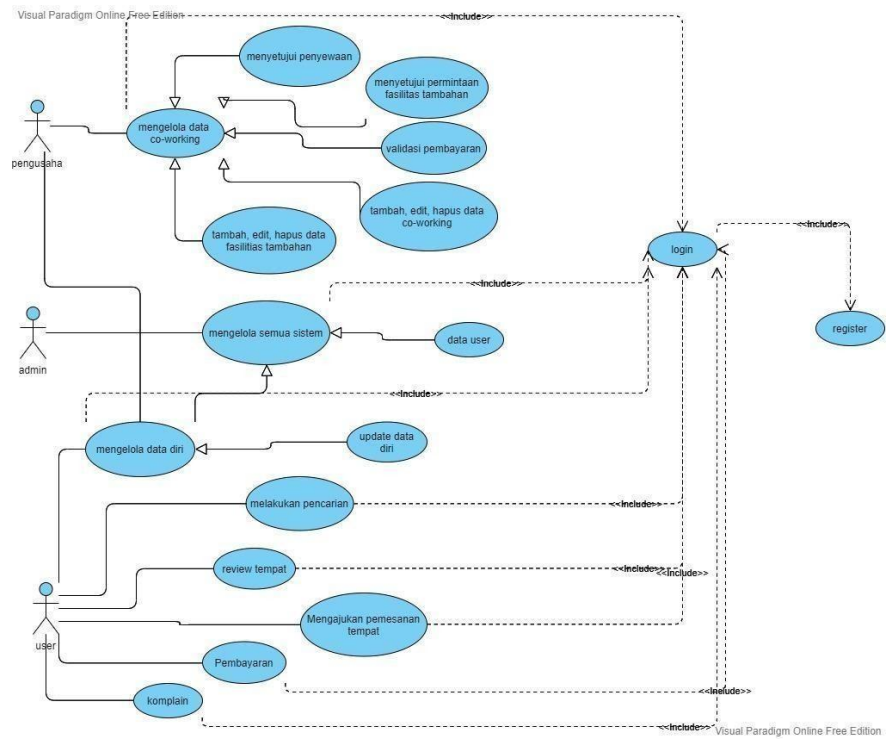 Visual Paradigm Online Free Edition
<<Include>>
menyetujui penyewaan
menyetujui permintaan
fasilitas tambahan
mengelola data
co-working
validasi pembayaran
pengusaha
tambah, edit, hapus data
co-working
tambah, edit, hapus data
fasilitias tambahan
<<Include>>
login
<<Include>>
register
mengelola semua sistem
data user
admin
<<Include>>
update data
diri
mengelola data diri
melakukan pencarian
<<Include>>
review tempat
<<Include>>
<<Include>>
Mengajukan pemesanan
tempat
user
Pembayaran
<<Include>>
komplain
<<Include>>
Visual Paradigm Online Free Edition